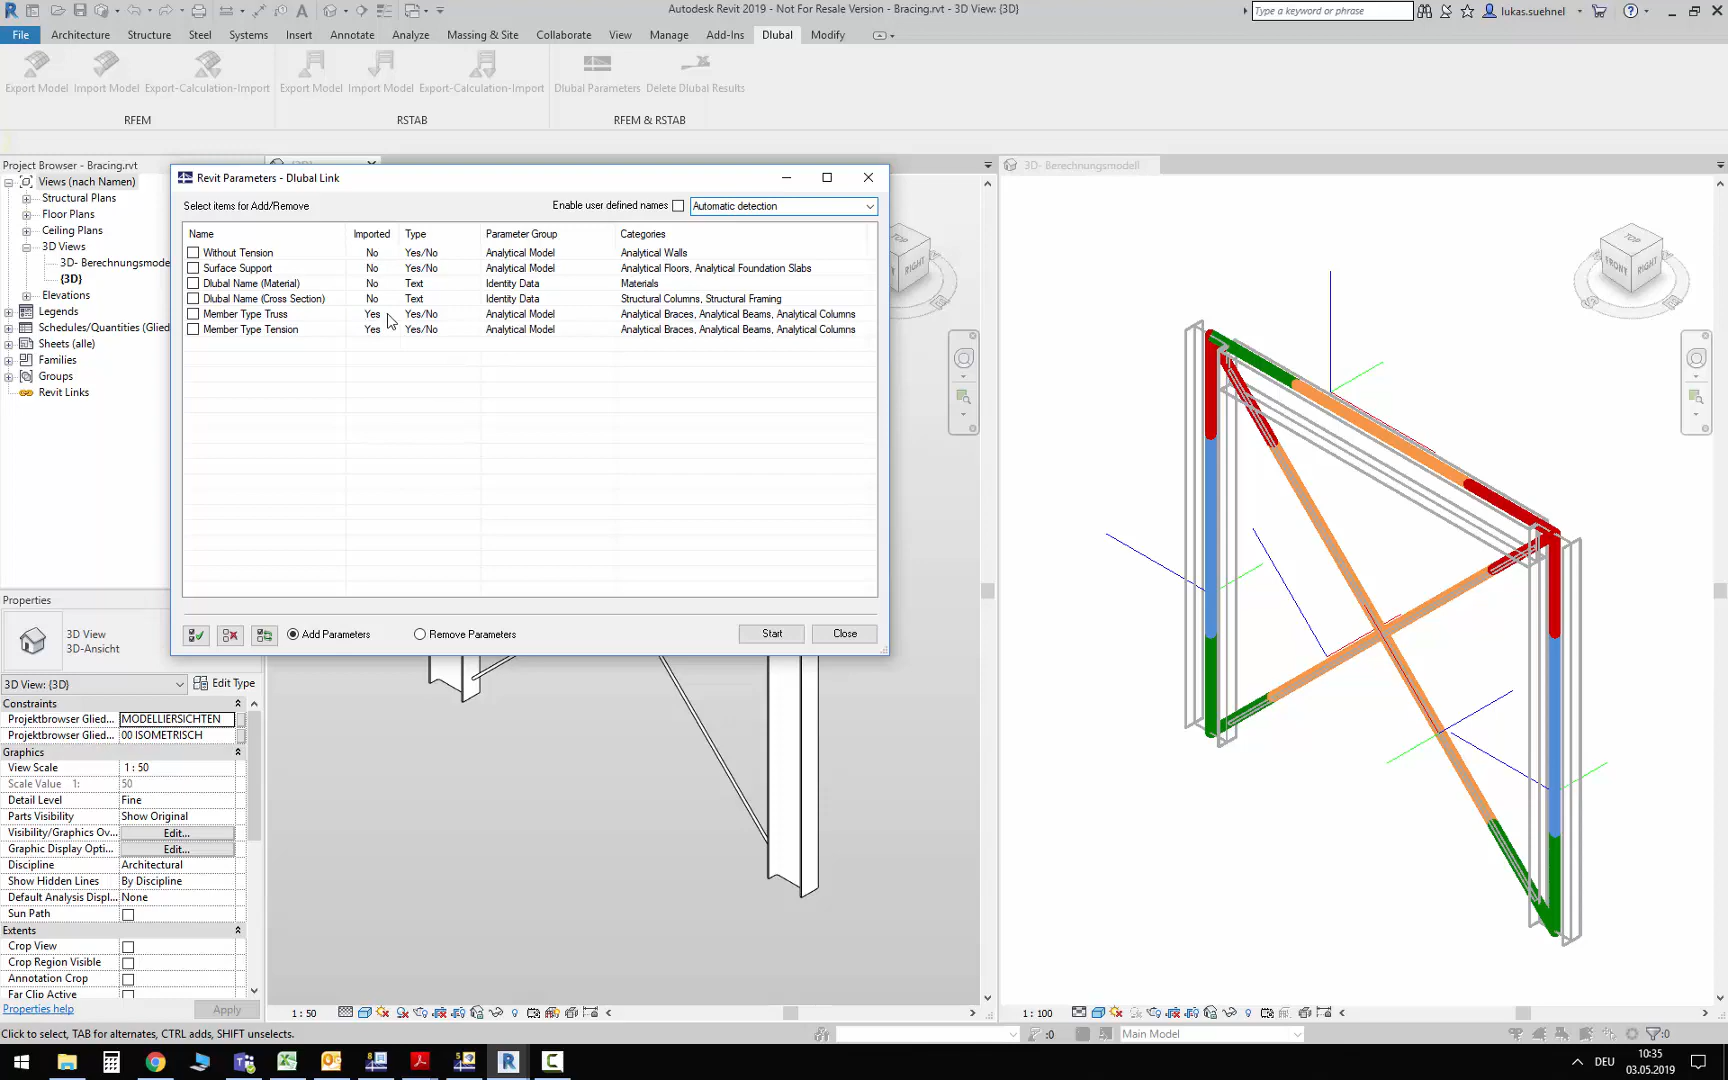 Autodesk Revit 2019 - Not For Resale Version - Bracing.rvt - 3D View: {3D}
Type a keyword or phrase
lukas.suehnel
File Architecture Structure Steel Systems Insert Annotate Analyze Massing & Site Collaborate View Manage Add-Ins Dlubal Modify
Export Model Import Model Export-Calculation-Import Export Model Import Model Export-Calculation-Import Dlubal Parameters Delete Dlubal Results
RFEM RSTAB RFEM & RSTAB
Project Browser - Bracing.rvt
3D- Berechnungsmodell
Views (nach Namen)
Structural Plans
Floor Plans
Ceiling Plans
3D Views
3D- Berechnungsmode
{3D}
Elevations
Legends
Schedules/Quantities (Glied
Sheets (alle)
Families
Groups
Revit Links
Revit Parameters - Dlubal Link
Select items for Add/Remove
Enable user defined names
Automatic detection
Name Imported Type Parameter Group Categories
Without Tension No Yes/No Analytical Model Analytical Walls
Surface Support No Yes/No Analytical Model Analytical Floors, Analytical Foundation Slabs
Dlubal Name (Material) No Text Identity Data Materials
Dlubal Name (Cross Section) No Text Identity Data Structural Columns, Structural Framing
Member Type Truss Yes Yes/No Analytical Model Analytical Braces, Analytical Beams, Analytical Columns
Member Type Tension Yes Yes/No Analytical Model Analytical Braces, Analytical Beams, Analytical Columns
Add Parameters
Remove Parameters
Start
Close
TOP
RIGHT
TOP
FRONT
RIGHT
Properties
3D View
3D-Ansicht
3D View: {3D}
Edit Type
Constraints
Projektbrowser Glied... MODELLIERSICHTEN
Projektbrowser Glied... 00 ISOMETRISCH
Graphics
View Scale 1 : 50
Scale Value 1: 50
Detail Level Fine
Parts Visibility Show Original
Visibility/Graphics Ov... Edit...
Graphic Display Opti... Edit...
Discipline Architectural
Show Hidden Lines By Discipline
Default Analysis Displ... None
Sun Path
Extents
Crop View
Crop Region Visible
Annotation Crop
Far Clip Active
Properties help
Apply
1 : 50
1 : 100
Click to select, TAB for alternates, CTRL adds, SHIFT unselects.
:0
Main Model
:0
DEU
10:35
03.05.2019